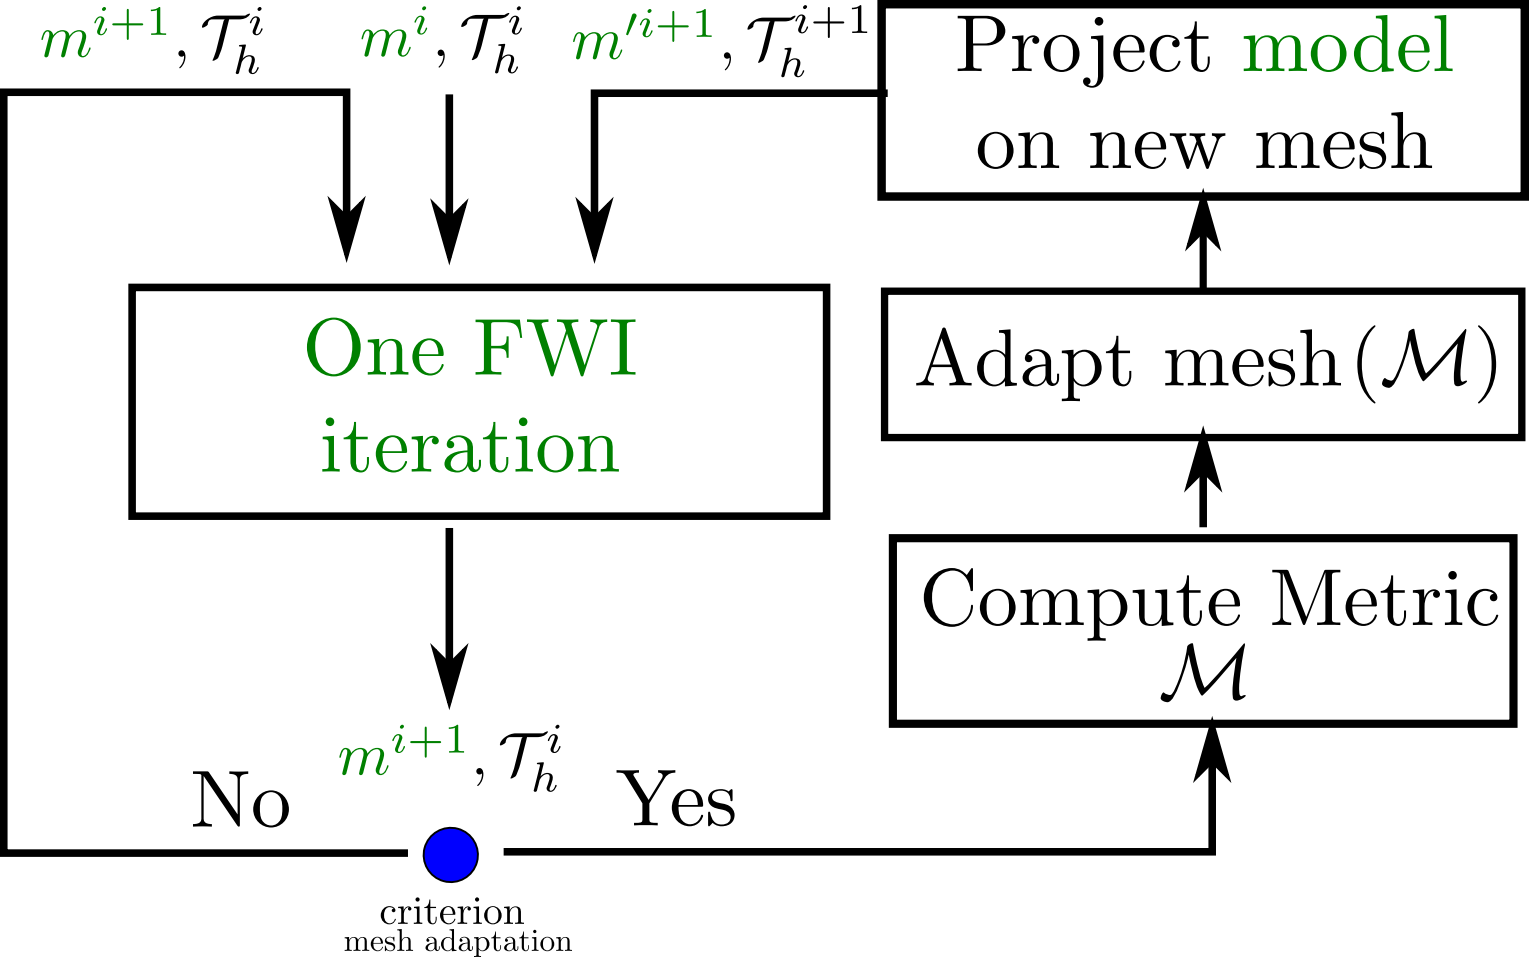 m^{i+1}, 𝒯_h^i
m^i, 𝒯_h^i
m'^{i+1}, 𝒯_h^{i+1}
Project model
on new mesh
One FWI
iteration
Adapt mesh(ℳ)
Compute Metric
ℳ
m^{i+1}, 𝒯_h^i
No
Yes
criterion
mesh adaptation